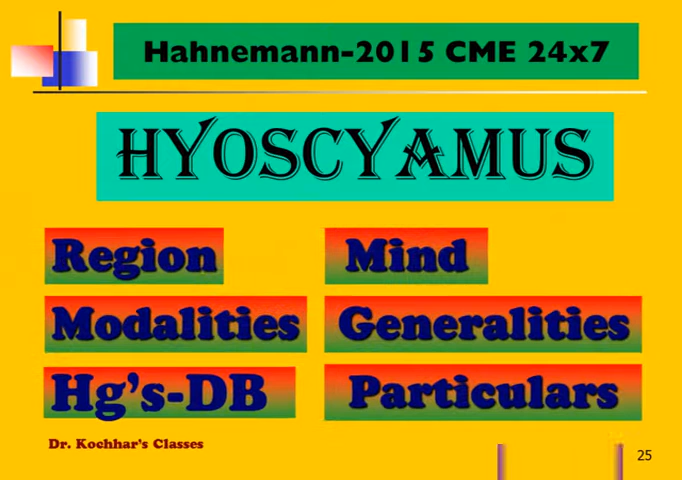 Hahnemann-2015 CME 24x7
HYOSCYAMUS
Region
Mind
Modalities
Generalities
Hg's-DB
Particulars
Dr. Kochhar's Classes
25